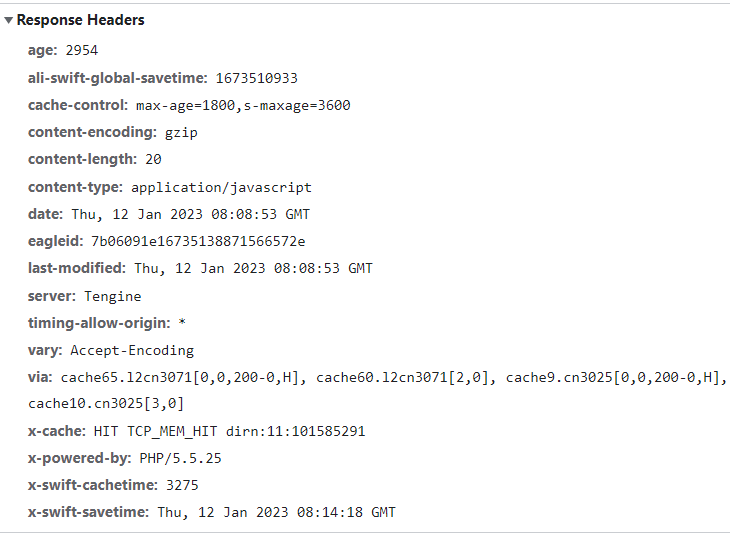 Response Headers
age: 2954
ali-swift-global-savetime: 1673510933
cache-control: max-age=1800,s-maxage=3600
content-encoding: gzip
content-length: 20
content-type: application/javascript
date: Thu, 12 Jan 2023 08:08:53 GMT
eagleid: 7b06091e16735138871566572e
last-modified: Thu, 12 Jan 2023 08:08:53 GMT
server: Tengine
timing-allow-origin: *
vary: Accept-Encoding
via: cache65.l2cn3071[0,0,200-0,H], cache60.l2cn3071[2,0], cache9.cn3025[0,0,200-0,H],
cache10.cn3025[3,0]
x-cache: HIT TCP_MEM_HIT dirn:11:101585291
x-powered-by: PHP/5.5.25
x-swift-cachetime: 3275
x-swift-savetime: Thu, 12 Jan 2023 08:14:18 GMT